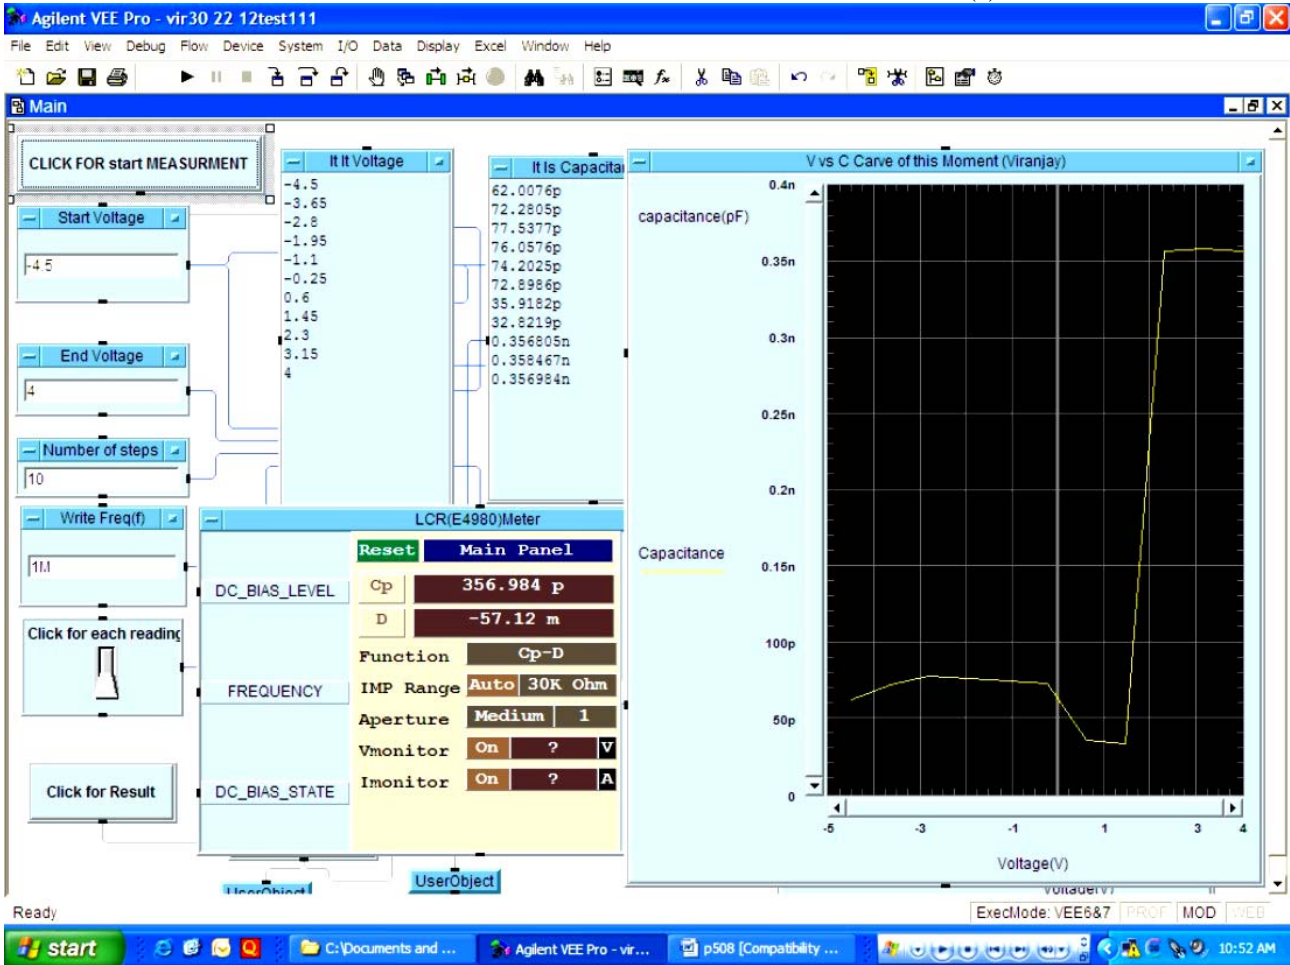 Agilent VEE Pro - vir30 22 12test111
File Edit View Debug Flow Device System I/O Data Display Excel Window Help
Main
CLICK FOR start MEASURMENT
Start Voltage
-4.5
End Voltage
4
Number of steps
10
Write Freq(f)
1M
Click for each reading
Click for Result
It It Voltage
-4.5
-3.65
-2.8
-1.95
-1.1
-0.25
0.6
1.45
2.3
3.15
4
It Is Capacita
62.0076p
72.2805p
77.5377p
76.0576p
74.2025p
72.8986p
35.9182p
32.8219p
0.356805n
0.358467n
0.356984n
LCR(E4980)Meter
DC_BIAS_LEVEL
FREQUENCY
DC_BIAS_STATE
Reset Main Panel
Cp 356.984 p
D -57.12 m
Function Cp-D
IMP Range Auto 30K Ohm
Aperture Medium 1
Vmonitor On ? V
Imonitor On ? A
UserObject
UserObject
V vs C Carve of this Moment (Viranjay)
capacitance(pF)
Capacitance
0.4n
0.35n
0.3n
0.25n
0.2n
0.15n
100p
50p
0
-5 -3 -1 1 3 4
Voltage(V)
Ready
ExecMode: VEE6&7 PROF MOD WEB
start
C:\Documents and ...
Agilent VEE Pro - vir...
p508 [Compatibility ...
10:52 AM